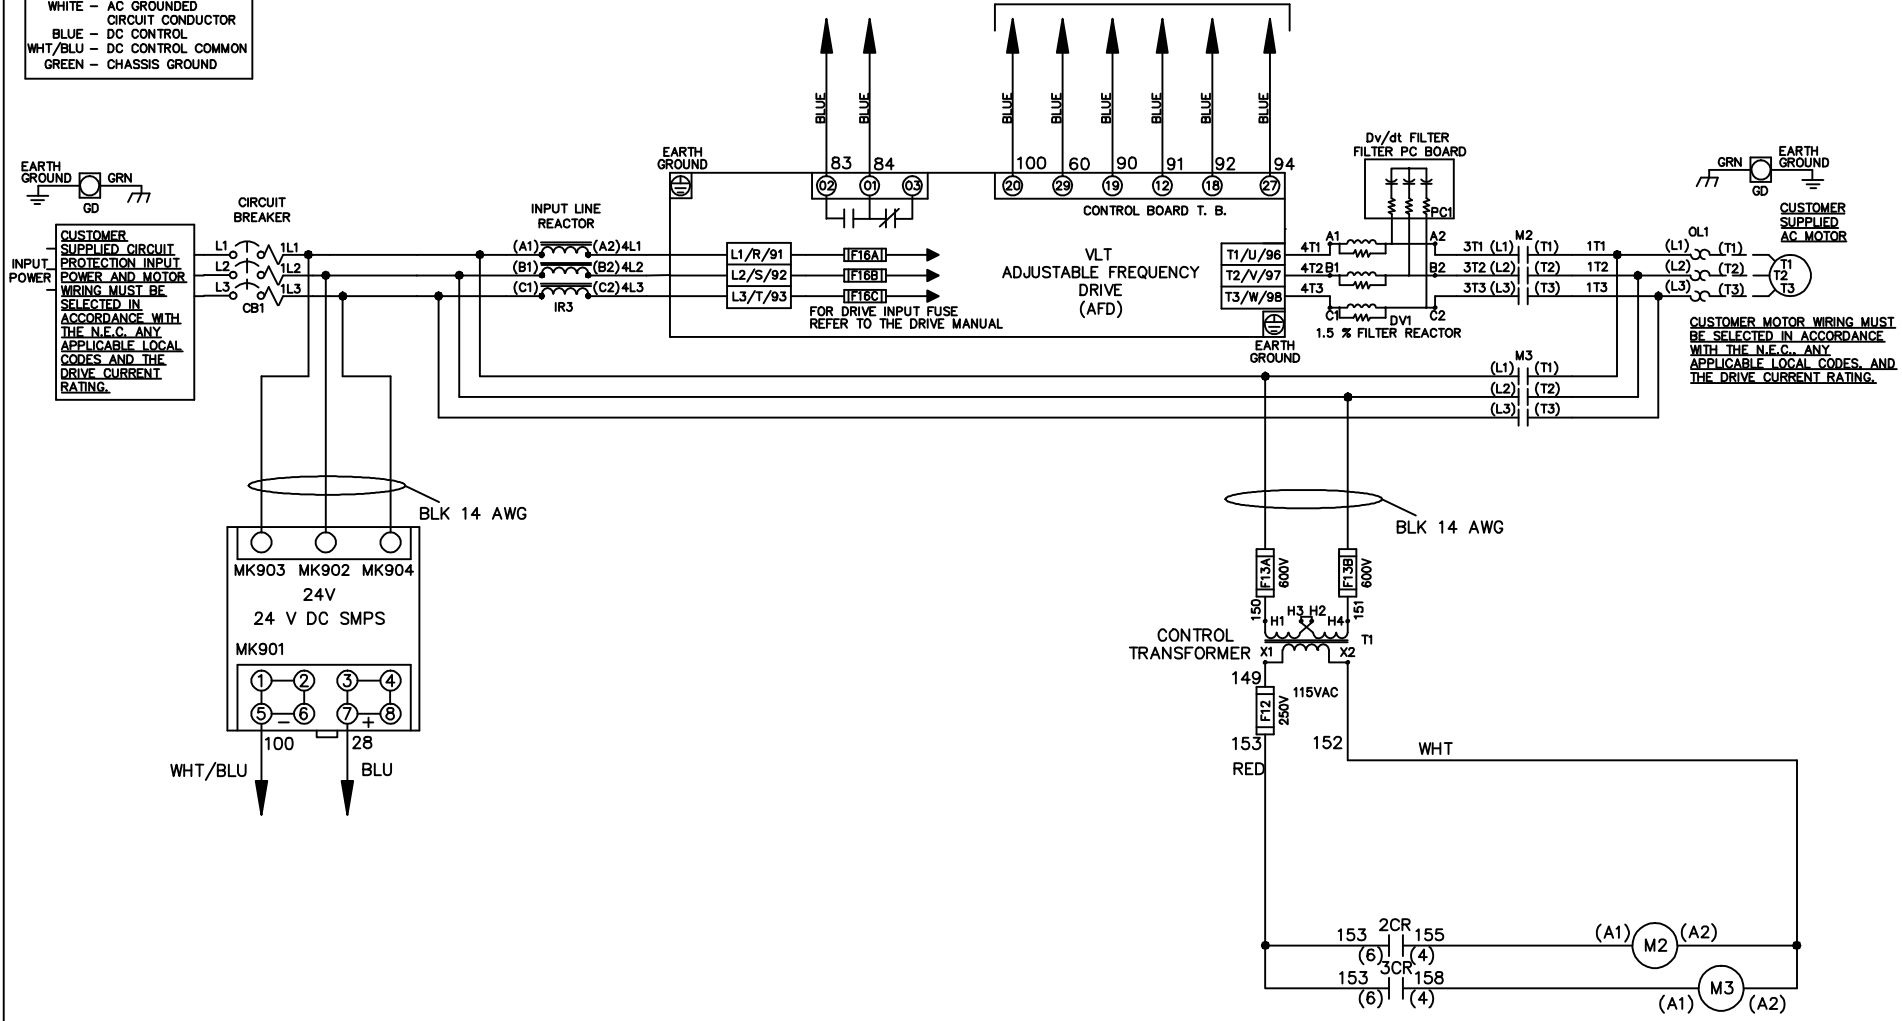 WHITE – AC GROUNDED
CIRCUIT CONDUCTOR
BLUE – DC CONTROL
WHT/BLU – DC CONTROL COMMON
GREEN – CHASSIS GROUND
BLUE
BLUE
BLUE
BLUE
BLUE
BLUE
BLUE
BLUE
EARTH
GROUND
GRN
GD
CIRCUIT
BREAKER
INPUT LINE
REACTOR
EARTH
GROUND
83
84
02
01
03
100
60
90
91
92
94
20
29
19
12
18
27
CONTROL BOARD T. B.
Dv/dt FILTER
FILTER PC BOARD
PC1
GRN
EARTH
GROUND
GD
CUSTOMER
SUPPLIED
AC MOTOR
INPUT
POWER
CUSTOMER
SUPPLIED CIRCUIT
PROTECTION INPUT
POWER AND MOTOR
WIRING MUST BE
SELECTED IN
ACCORDANCE WITH
THE N.E.C. ANY
APPLICABLE LOCAL
CODES AND THE
DRIVE CURRENT
RATING.
L1
1L1
L2
1L2
L3
1L3
CB1
(A1)
(A2)
4L1
(B1)
(B2)
4L2
(C1)
(C2)
4L3
IR3
L1/R/91
L2/S/92
L3/T/93
F16A
F16B
F16C
FOR DRIVE INPUT FUSE
REFER TO THE DRIVE MANUAL
VLT
ADJUSTABLE FREQUENCY
DRIVE
(AFD)
T1/U/96
T2/V/97
T3/W/98
EARTH
GROUND
4T1
A1
A2
4T2
B1
B2
4T3
C1
C2
DV1
1.5 % FILTER REACTOR
M2
3T1
(L1)
(T1)
1T1
3T2
(L2)
(T2)
1T2
3T3
(L3)
(T3)
1T3
OL1
(L1)
(T1)
(L2)
(T2)
(L3)
(T3)
T1
T2
T3
CUSTOMER MOTOR WIRING MUST
BE SELECTED IN ACCORDANCE
WITH THE N.E.C.. ANY
APPLICABLE LOCAL CODES. AND
THE DRIVE CURRENT RATING.
M3
(L1)
(T1)
(L2)
(T2)
(L3)
(T3)
BLK 14 AWG
BLK 14 AWG
MK903
MK902
MK904
24V
24 V DC SMPS
MK901
1
2
3
4
5
6
7
8
–
+
100
28
WHT/BLU
BLU
F13A
600V
F13B
600V
150
151
H1
H3
H2
H4
T1
CONTROL
TRANSFORMER
X1
X2
149
115VAC
F12
250V
153
152
WHT
RED
2CR
153
155
(6)
(4)
(A1)
M2
(A2)
3CR
153
158
(6)
(4)
M3
(A1)
(A2)